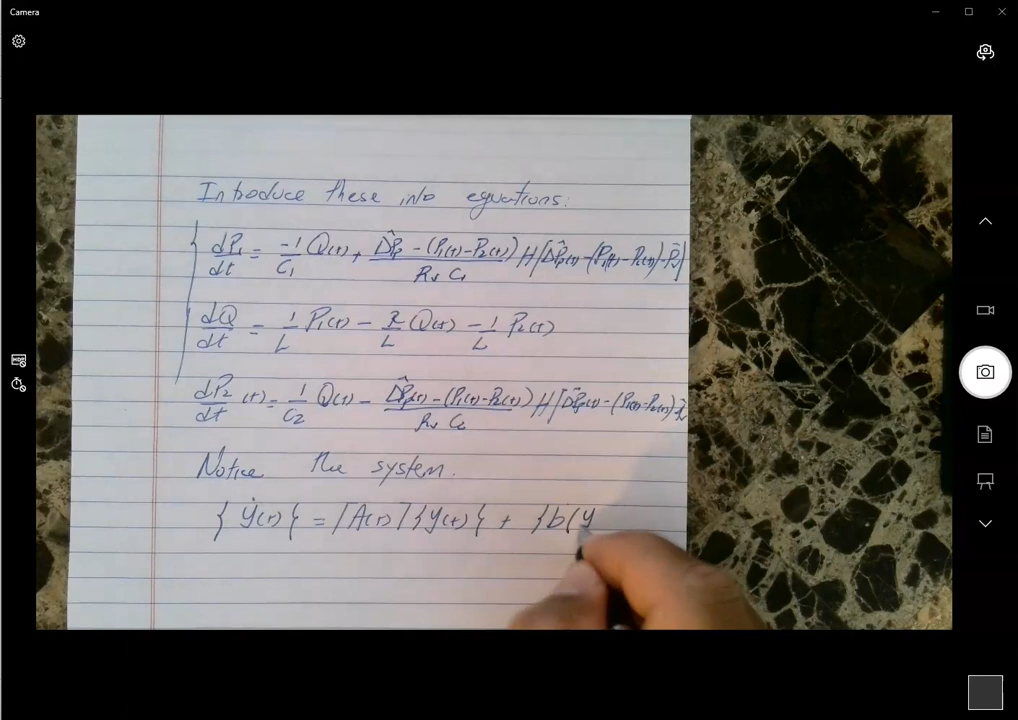 Camera
Introduce these into equations:
dP₁/dt = -1/C₁ Q(t) + (ΔP̂p - (P₁(t)-P₂(t)))/(Rv C₁) H[ΔP̂p(t) - (P₁(t) - P₂(t)) -
dQ/dt = 1/L P₁(t) - R/L Q(t) - 1/L P₂(t)
dP₂/dt (t) = 1/C₂ Q(t) - (ΔP̂p(t) - (P₁(t)-P₂(t)))/(Rv C₂) H[ΔP̂p(t) - (P₁(t) - P₂(t))
Notice the system.
{ẏ(t)} = [A(t)]{y(t)} + {b(y